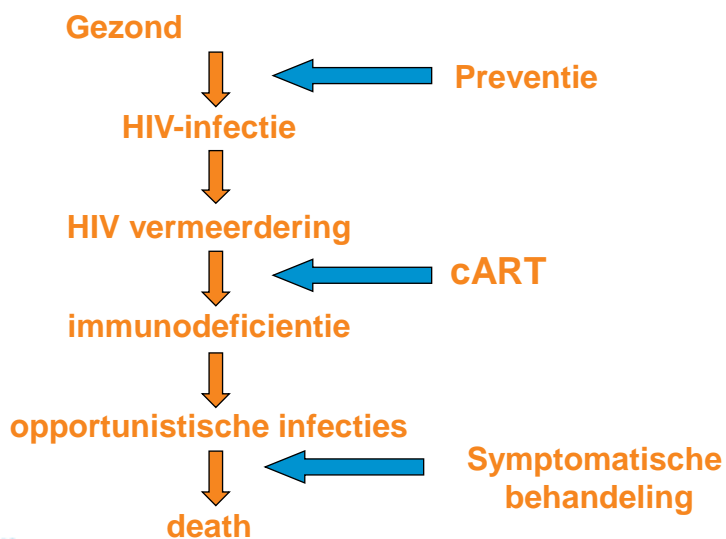 Gezond
Preventie
HIV-infectie
HIV vermeerdering
cART
immunodeficientie
opportunistische infecties
Symptomatische
behandeling
death